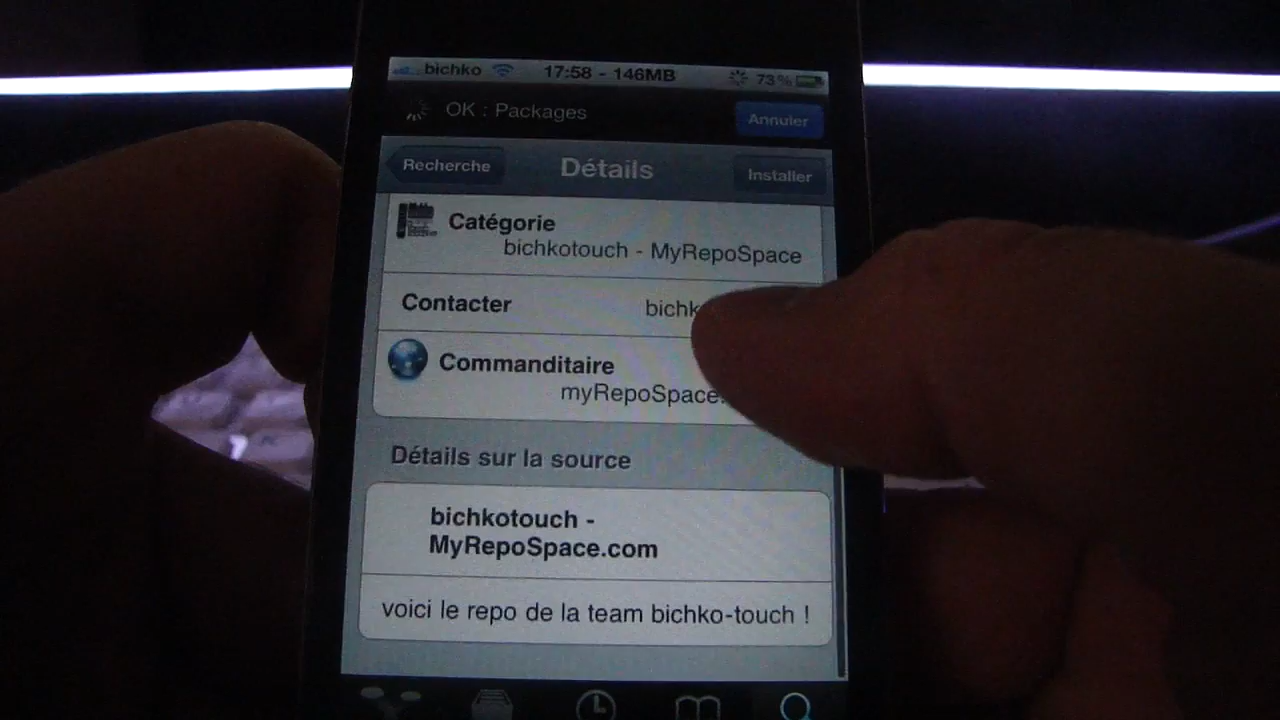 bichko 17:58 - 146MB 73%
OK : Packages Annuler
Recherche Détails Installer
Catégorie
bichkotouch - MyRepoSpace
Contacter
Commanditaire
myRepoSpace.
Détails sur la source
bichkotouch -
MyRepoSpace.com
voici le repo de la team bichko-touch !